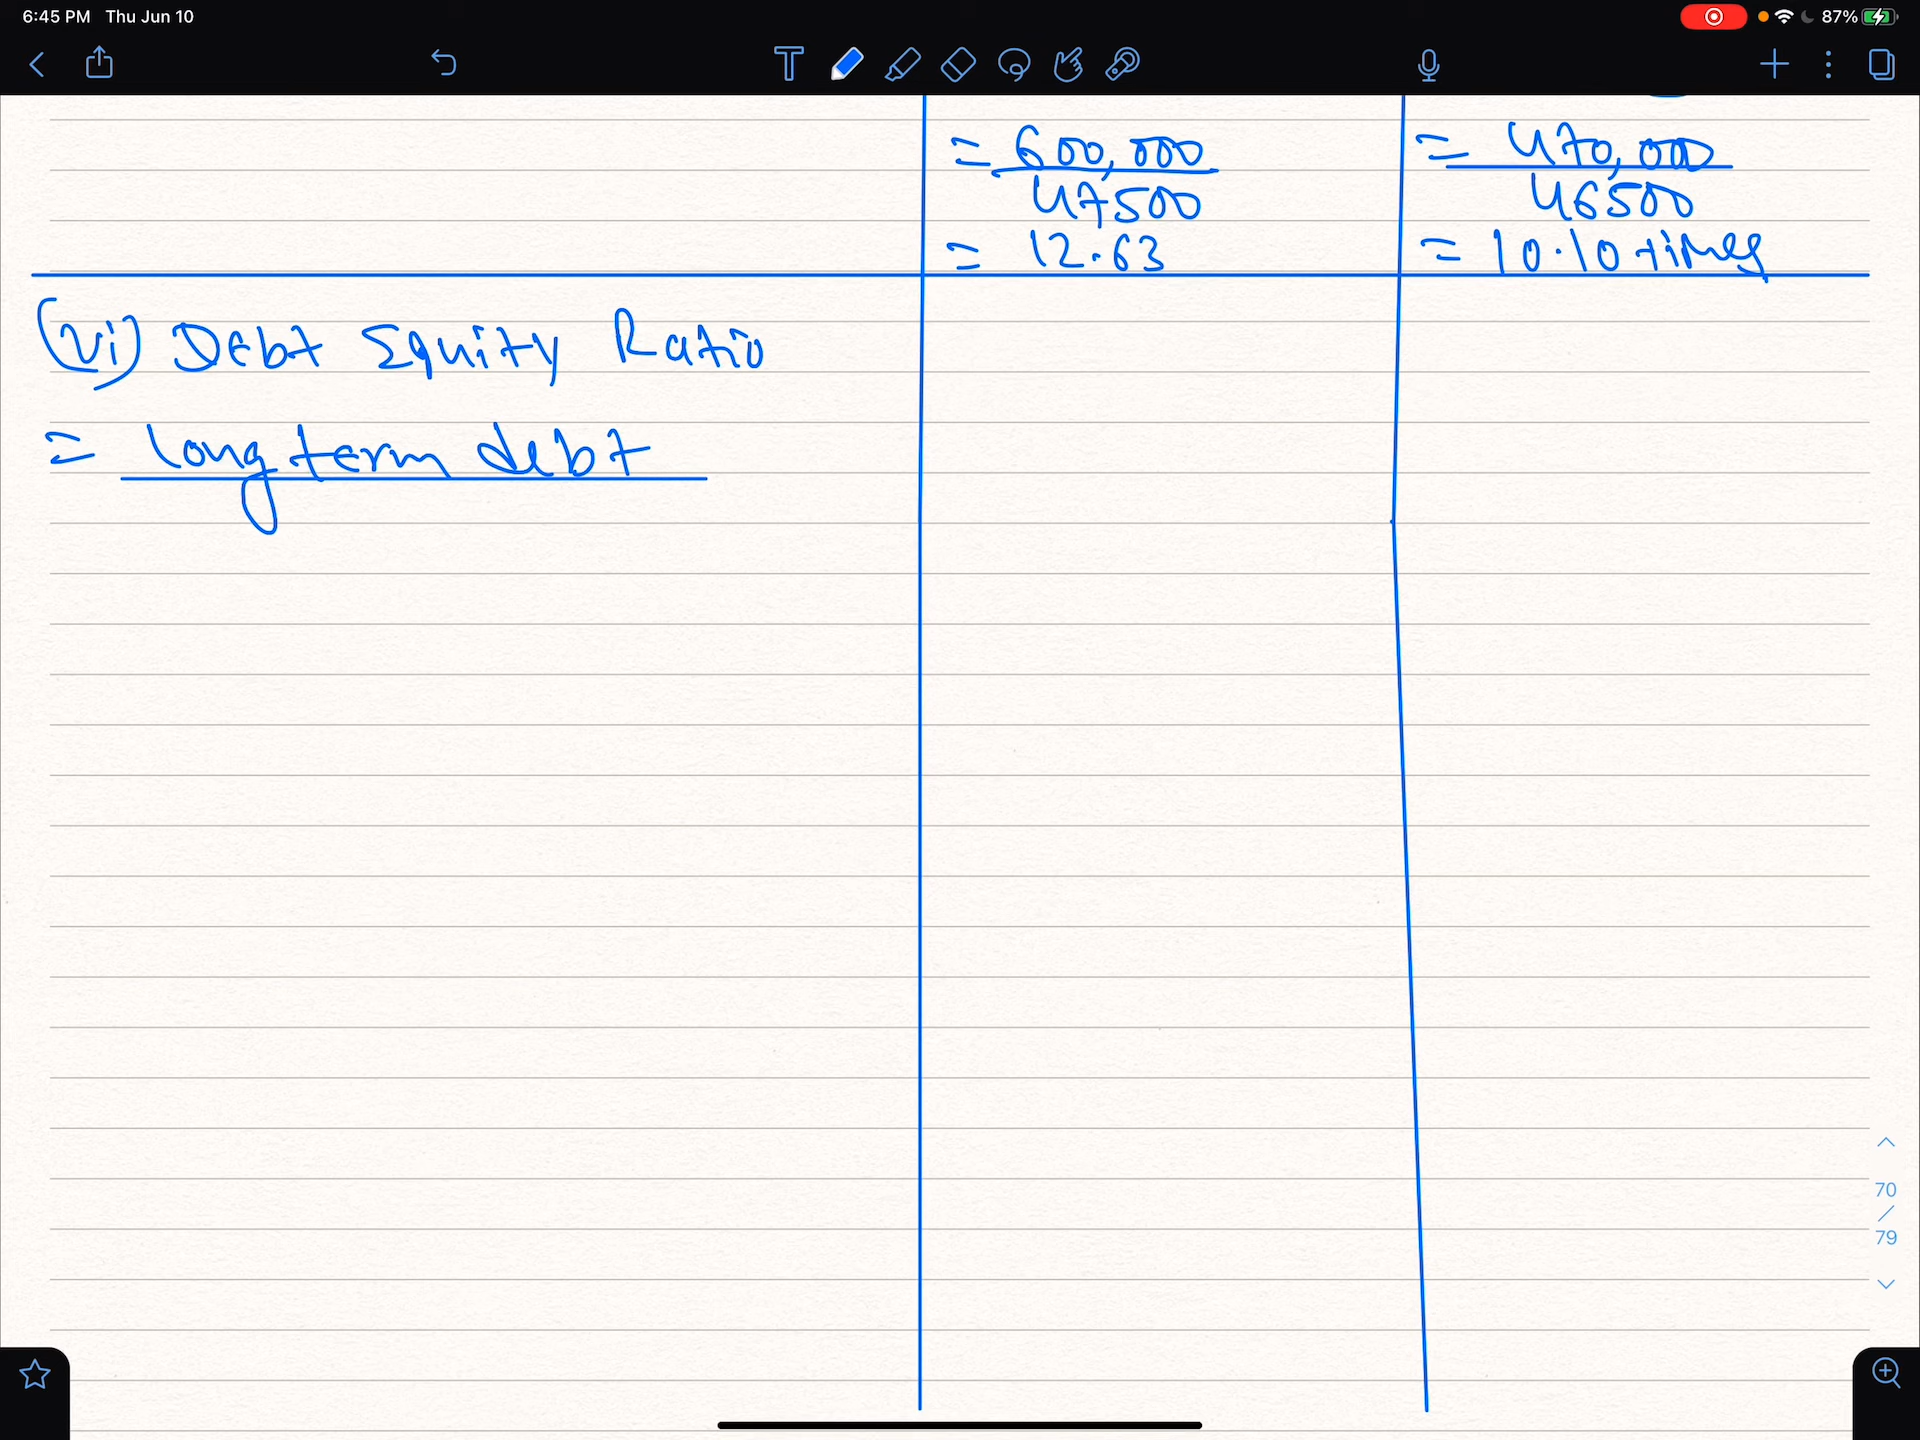 6:45 PM Thu Jun 10
87%
T
= 600,000
47500
= 12.63
= 470,000
46500
= 10.10 times
(vi) Debt Equity Ratio
= long term debt
70
/
79